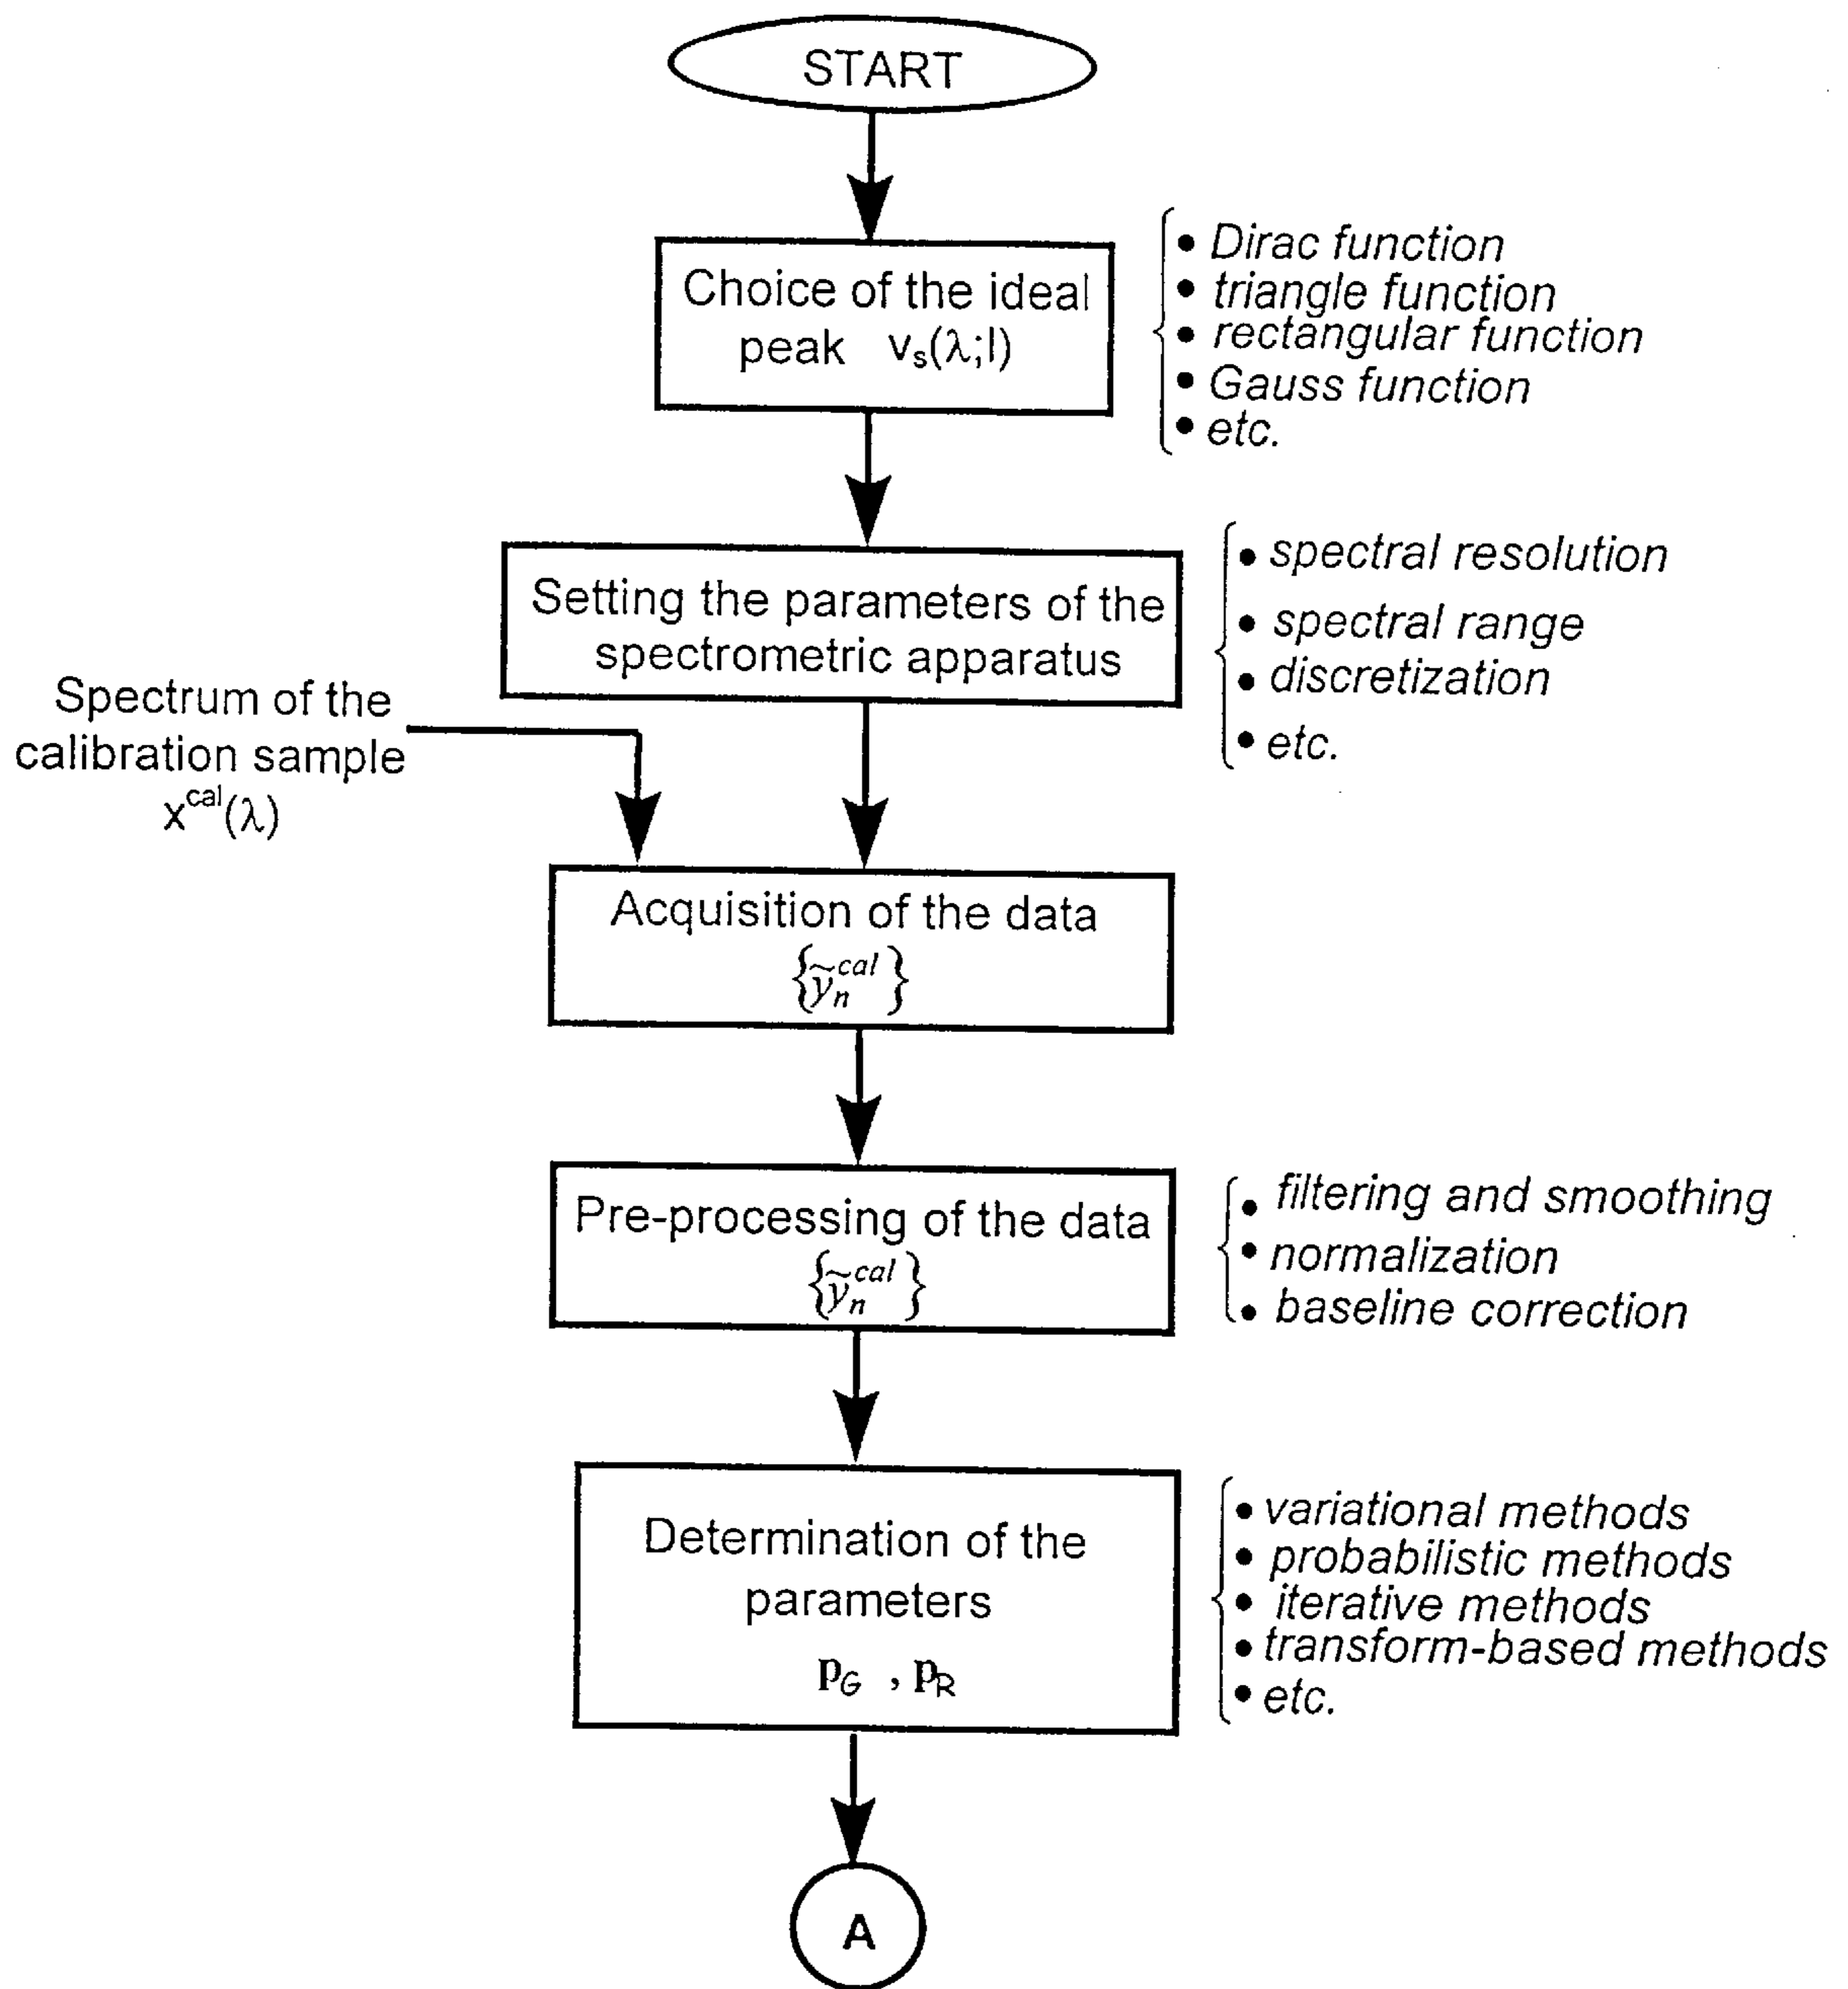 START
Choice of the ideal
peak vₛ(λ;l)
• Dirac function
• triangle function
• rectangular function
• Gauss function
• etc.
Setting the parameters of the
spectrometric apparatus
• spectral resolution
• spectral range
• discretization
• etc.
Spectrum of the
calibration sample
x^cal(λ)
Acquisition of the data
{ỹₙ^cal}
Pre-processing of the data
{ỹₙ^cal}
• filtering and smoothing
• normalization
• baseline correction
Determination of the
parameters
p_G , p_R
• variational methods
• probabilistic methods
• iterative methods
• transform-based methods
• etc.
A